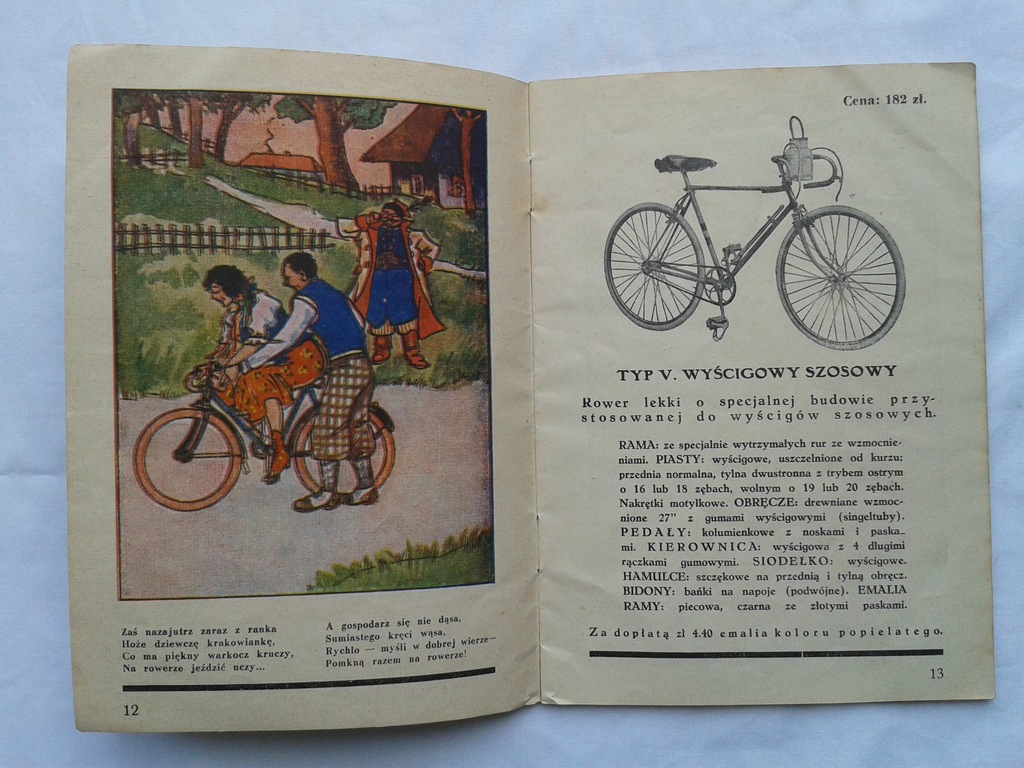 Zaś nazajutrz zaraz z ranka
Hoże dziewczę krakowiankę,
Co ma piękny warkocz kruczy,
Na rowerze jeździć uczy...
A gospodarz się nie dąsa,
Sumiastego kręci wąsa,
Rychło — myśli w dobrej wierze—
Pomkną razem na rowerze!
12
Cena: 182 zł.
TYP V. WYŚCIGOWY SZOSOWY
Rower lekki o specjalnej budowie przy-
stosowanej do wyścigów szosowych.
RAMA: ze specjalnie wytrzymałych rur ze wzmocnie-
niami. PIASTY: wyścigowe, uszczelnione od kurzu;
przednia normalna, tylna dwustronna z trybem ostrym
o 16 lub 18 zębach, wolnym o 19 lub 20 zębach.
Nakrętki motylkowe. OBRĘCZE: drewniane wzmoc-
nione 27" z gumami wyścigowymi (singeltuby).
PEDAŁY: kolumienkowe z noskami i paska-
mi. KIEROWNICA: wyścigowa z 4 długimi
rączkami gumowymi. SIODEŁKO: wyścigowe.
HAMULCE: szczękowe na przednią i tylną obręcz.
BIDONY: bańki na napoje (podwójne). EMALIA
RAMY: piecowa, czarna ze złotymi paskami.
Za dopłatą zł 4.40 emalia koloru popielatego.
13